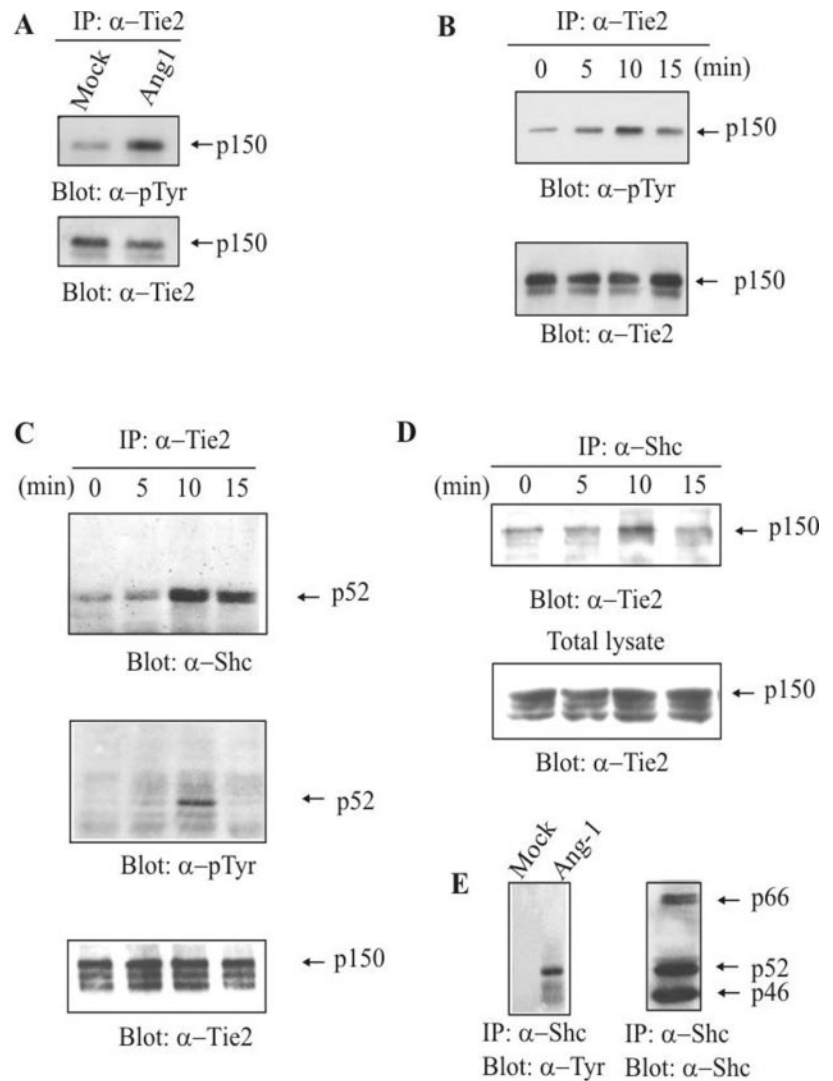 A
IP: α–Tie2
Mock Ang1
←p150
Blot: α–pTyr
←p150
Blot: α–Tie2
B
IP: α–Tie2
0 5 10 15 (min)
← p150
Blot: α–pTyr
← p150
Blot: α–Tie2
C
IP: α–Tie2
(min) 0 5 10 15
← p52
Blot: α–Shc
← p52
Blot: α–pTyr
← p150
Blot: α–Tie2
D
IP: α–Shc
(min) 0 5 10 15
← p150
Blot: α–Tie2
Total lysate
← p150
Blot: α–Tie2
E
Mock Ang-1
← p66
← p52
← p46
IP: α–Shc IP: α–Shc
Blot: α–Tyr Blot: α–Shc